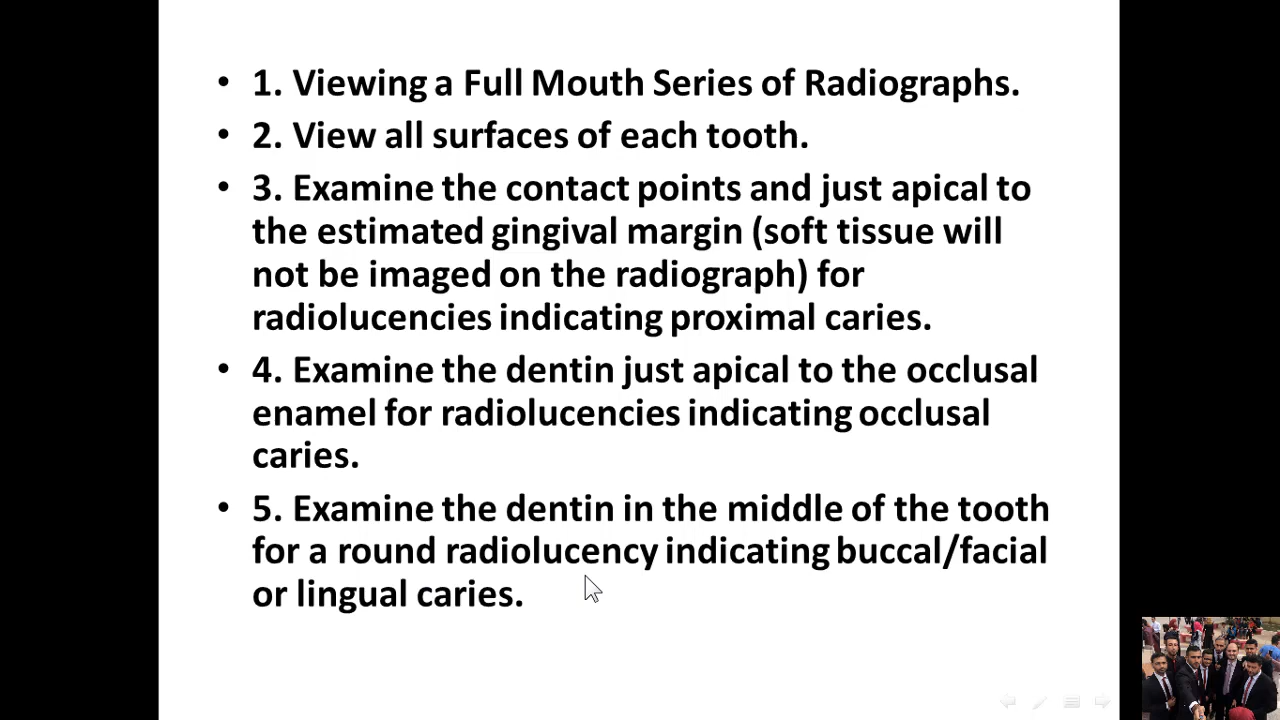 • 1. Viewing a Full Mouth Series of Radiographs.
• 2. View all surfaces of each tooth.
• 3. Examine the contact points and just apical to
the estimated gingival margin (soft tissue will
not be imaged on the radiograph) for
radiolucencies indicating proximal caries.
• 4. Examine the dentin just apical to the occlusal
enamel for radiolucencies indicating occlusal
caries.
• 5. Examine the dentin in the middle of the tooth
for a round radiolucency indicating buccal/facial
or lingual caries.